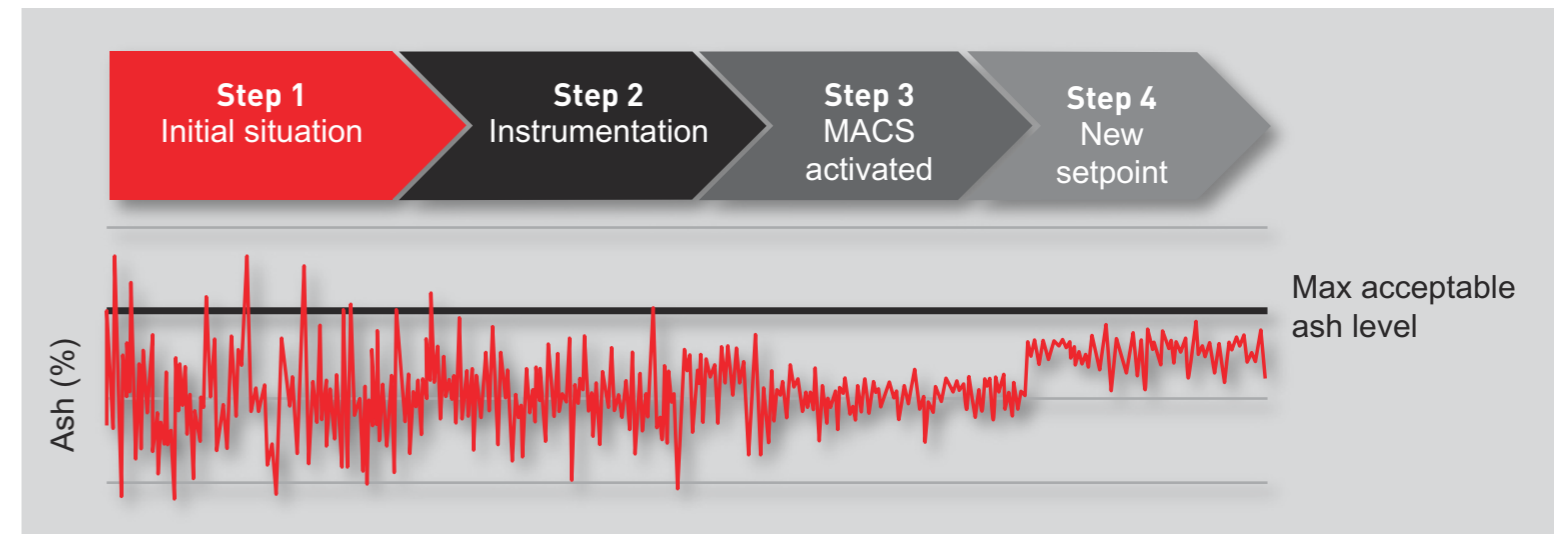 Step 1
Initial situation
Step 2
Instrumentation
Step 3
MACS
activated
Step 4
New
setpoint
Ash (%)
Max acceptable
ash level